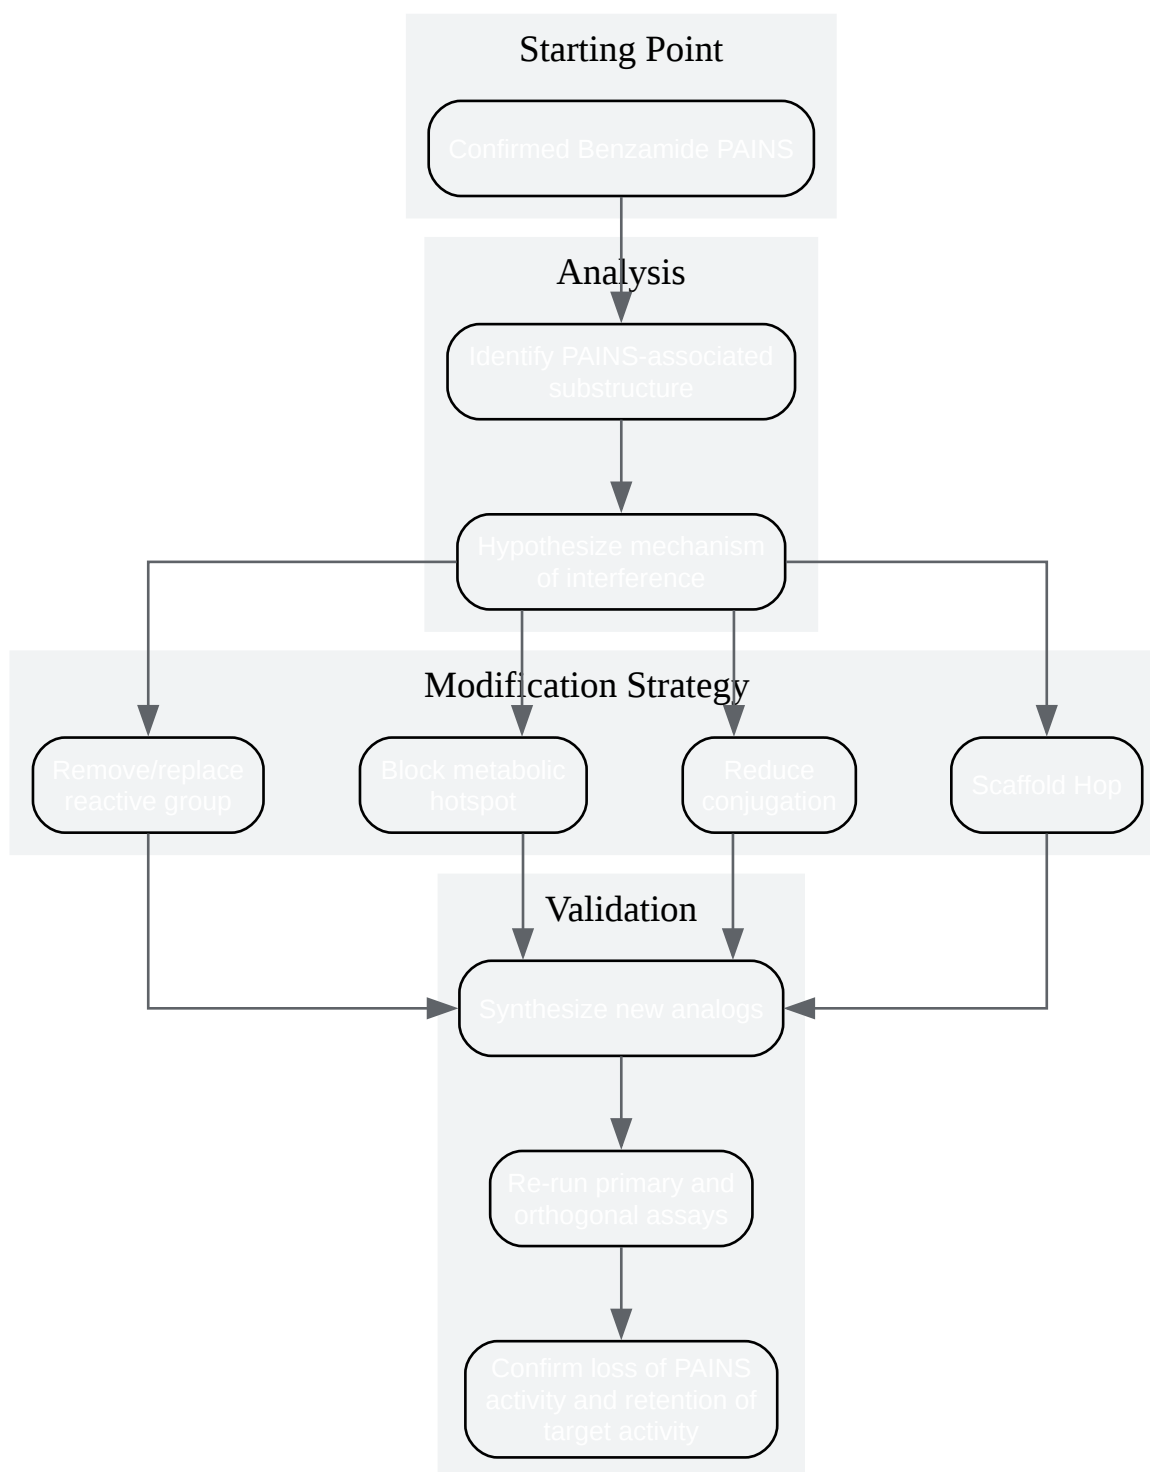 Starting Point
Confirmed Benzamide PAINS
Analysis
Identify PAINS-associated
substructure
Hypothesize mechanism
of interference
Modification Strategy
Remove/replace
reactive group
Block metabolic
hotspot
Reduce
conjugation
Scaffold Hop
Validation
Synthesize new analogs
Re-run primary and
orthogonal assays
Confirm loss of PAINS
activity and retention of
target activity